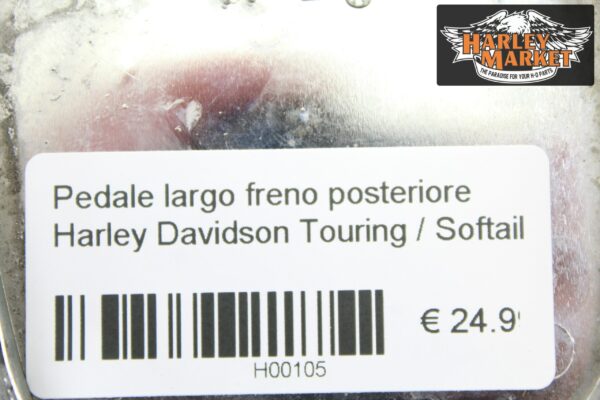 HARLEY
MARKET
THE PARADISE FOR YOUR H-D PARTS
Pedale largo freno posteriore
Harley Davidson Touring / Softail
€ 24.9
H00105